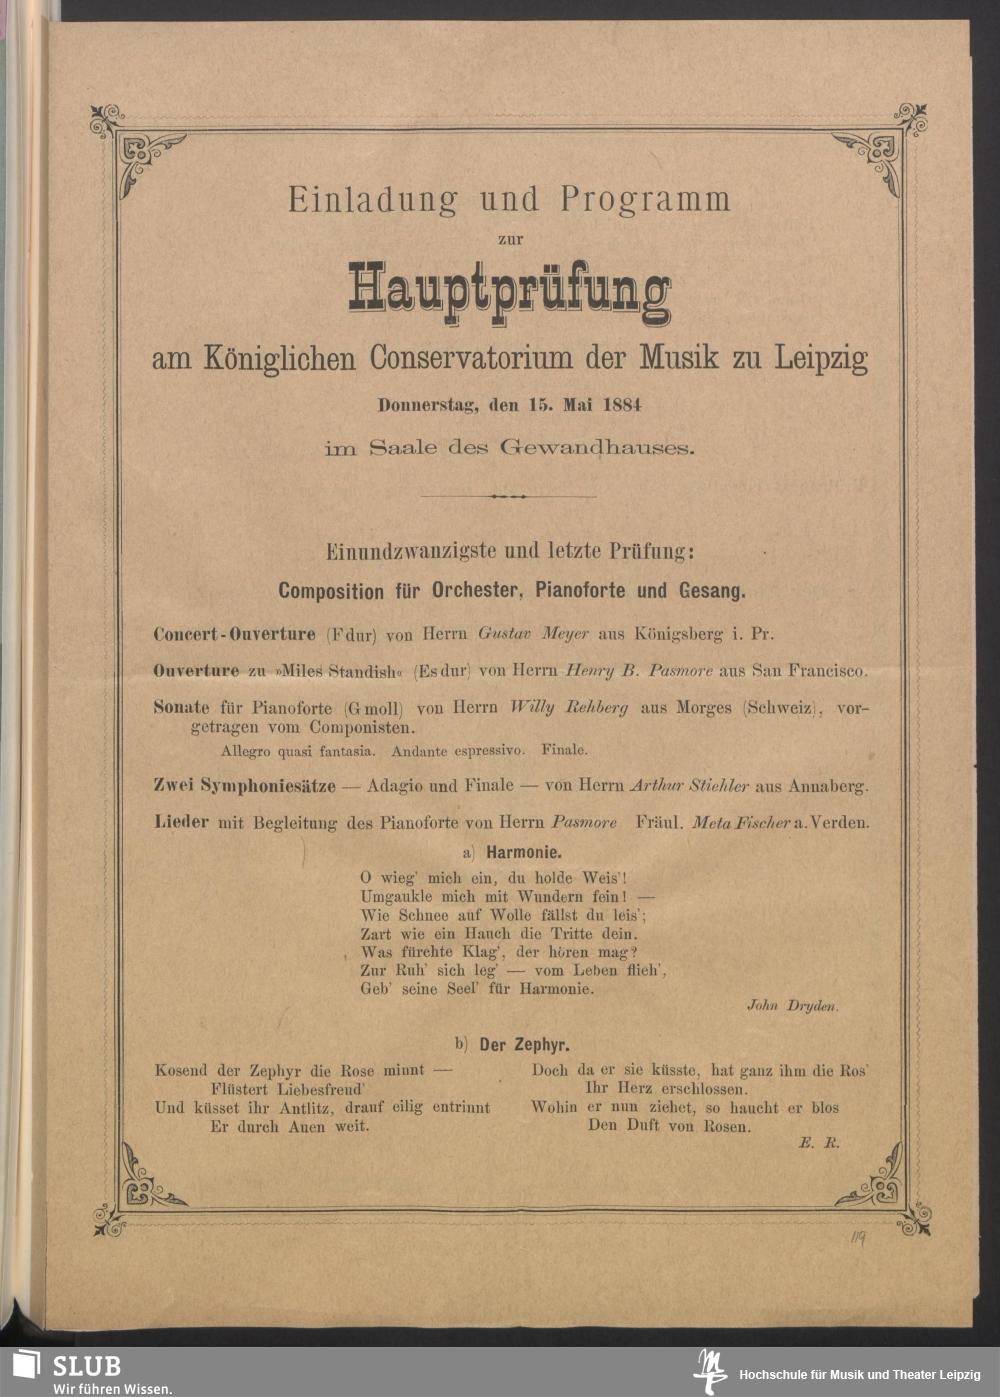 Einladung und Programm
zur
Hauptprüfung
am Königlichen Conservatorium der Musik zu Leipzig
Donnerstag, den 15. Mai 1884
im Saale des Gewandhauses.
Einundzwanzigste und letzte Prüfung:
Composition für Orchester, Pianoforte und Gesang.
Concert-Ouverture (Fdur) von Herrn Gustav Meyer aus Königsberg i. Pr.
Ouverture zu »Miles Standish« (Esdur) von Herrn Henry B. Pasmore aus San Francisco.
Sonate für Pianoforte (Gmoll) von Herrn Willy Rehberg aus Morges (Schweiz), vor-
getragen vom Componisten.
Allegro quasi fantasia. Andante espressivo. Finale.
Zwei Symphoniesätze — Adagio und Finale — von Herrn Arthur Stiehler aus Annaberg.
Lieder mit Begleitung des Pianoforte von Herrn Pasmore Fräul. Meta Fischer a. Verden.
a) Harmonie.
O wieg' mich ein, du holde Weis'!
Umgaukle mich mit Wundern fein! —
Wie Schnee auf Wolle fällst du leis';
Zart wie ein Hauch die Tritte dein.
Was fürchte Klag', der hören mag?
Zur Ruh' sich leg' — vom Leben flieh',
Geb' seine Seel' für Harmonie.
John Dryden.
b) Der Zephyr.
Kosend der Zephyr die Rose minnt —
Flüstert Liebesfreud'
Und küsset ihr Antlitz, drauf eilig entrinnt
Er durch Auen weit.
Doch da er sie küsste, hat ganz ihm die Ros'
Ihr Herz erschlossen.
Wohin er nun ziehet, so haucht er blos
Den Duft von Rosen.
E. R.
119
SLUB
Wir führen Wissen.
Hochschule für Musik und Theater Leipzig